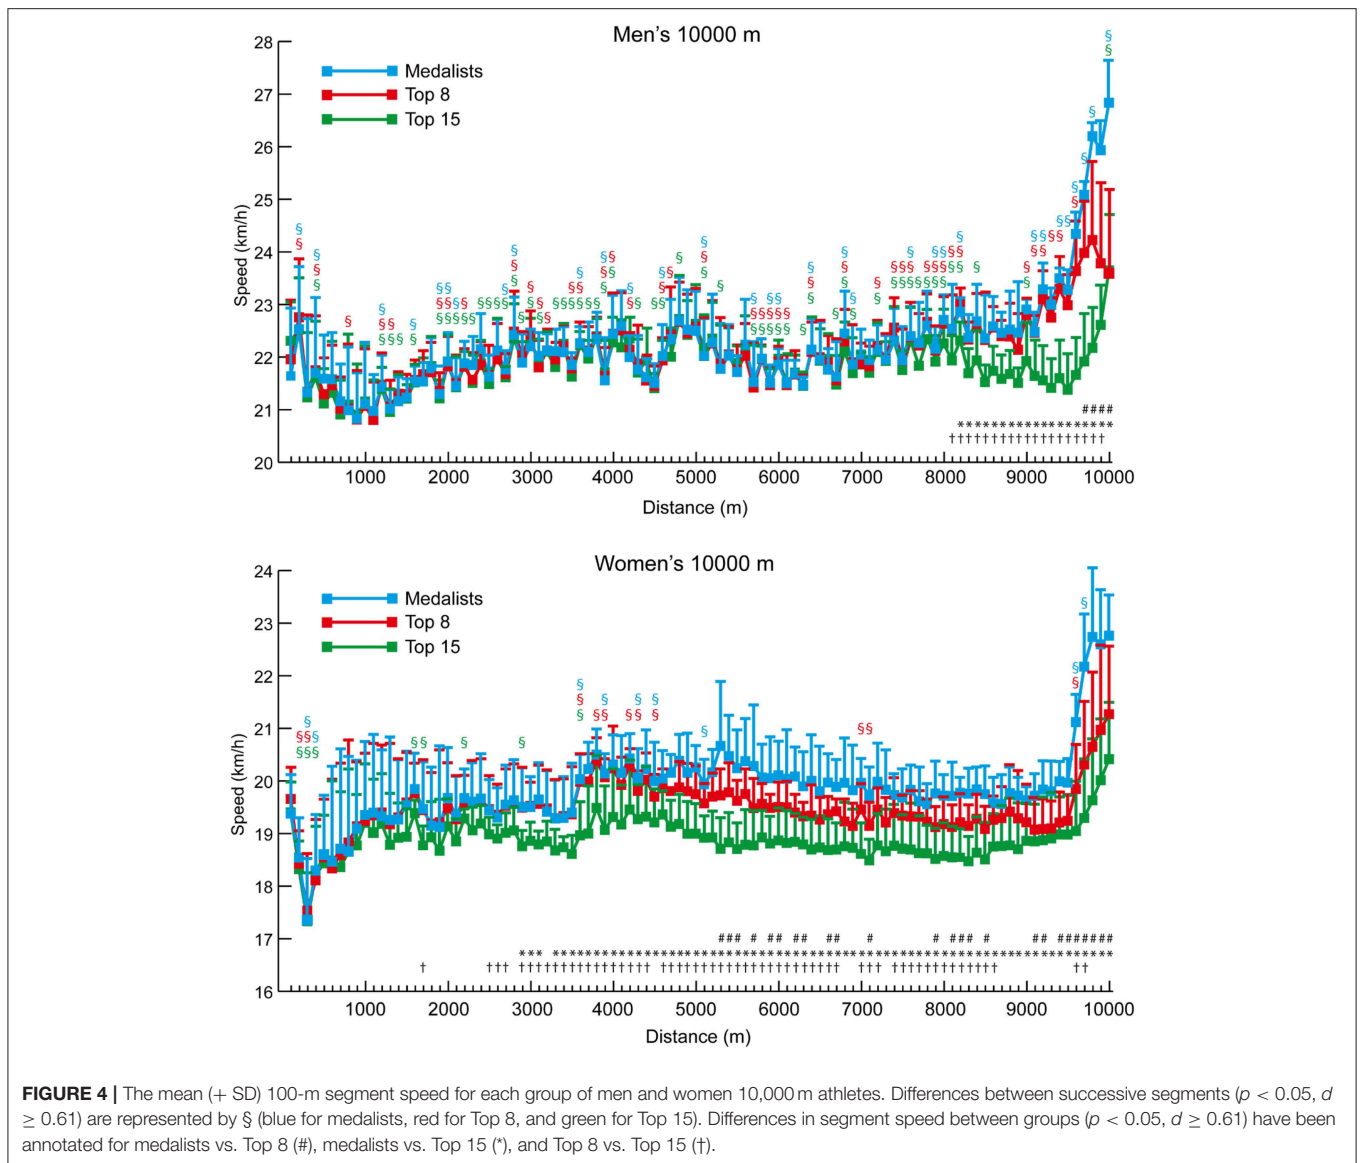 Men's 10000 m
28
27
26
25
24
23
22
21
20
Speed (km/h)
Medalists
Top 8
Top 15
1000 2000 3000 4000 5000 6000 7000 8000 9000 10000
Distance (m)
Women's 10000 m
24
23
22
21
20
19
18
17
16
Speed (km/h)
Medalists
Top 8
Top 15
1000 2000 3000 4000 5000 6000 7000 8000 9000 10000
Distance (m)
FIGURE 4 | The mean (+ SD) 100-m segment speed for each group of men and women 10,000 m athletes. Differences between successive segments (p < 0.05, d
≥ 0.61) are represented by § (blue for medalists, red for Top 8, and green for Top 15). Differences in segment speed between groups (p < 0.05, d ≥ 0.61) have been
annotated for medalists vs. Top 8 (#), medalists vs. Top 15 (*), and Top 8 vs. Top 15 (†).